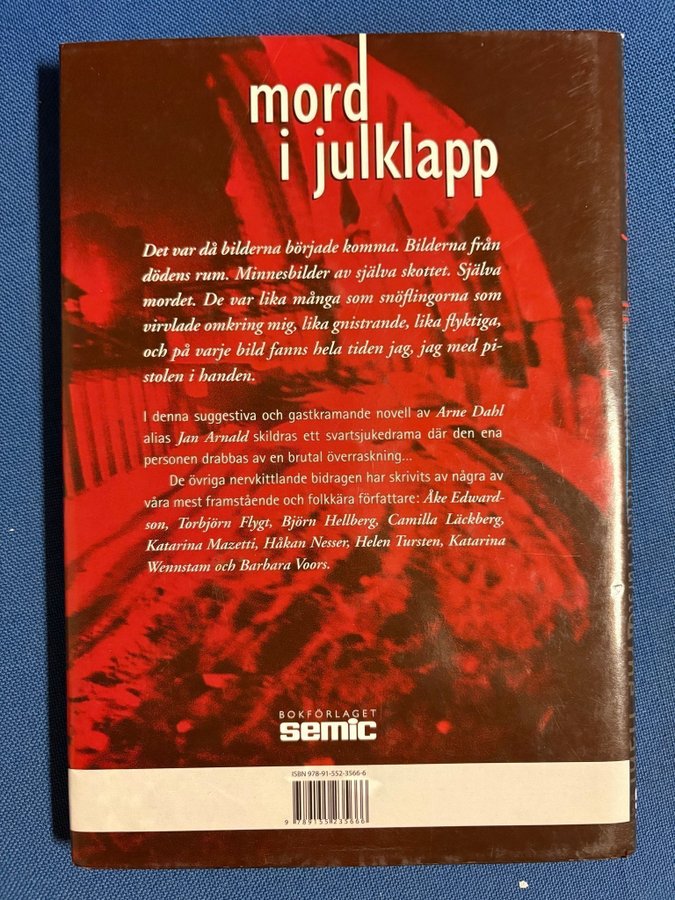 mord
i julklapp
Det var då bilderna började komma. Bilderna från
dödens rum. Minnesbilder av själva skottet. Själva
mordet. De var lika många som snöflingorna som
virvlade omkring mig, lika gnistrande, lika flyktiga,
och på varje bild fanns hela tiden jag, jag med pi-
stolen i handen.
I denna suggestiva och gastkramande novell av Arne Dahl
alias Jan Arnald skildras ett svartsjukedrama där den ena
personen drabbas av en brutal överraskning...
De övriga nervkittlande bidragen har skrivits av några av
våra mest framstående och folkkära författare: Åke Edward-
son, Torbjörn Flygt, Björn Hellberg, Camilla Läckberg,
Katarina Mazetti, Håkan Nesser, Helen Tursten, Katarina
Wennstam och Barbara Voors.
BOKFÖRLAGET
semic
ISBN 978-91-552-3566-6
9 789155 235666